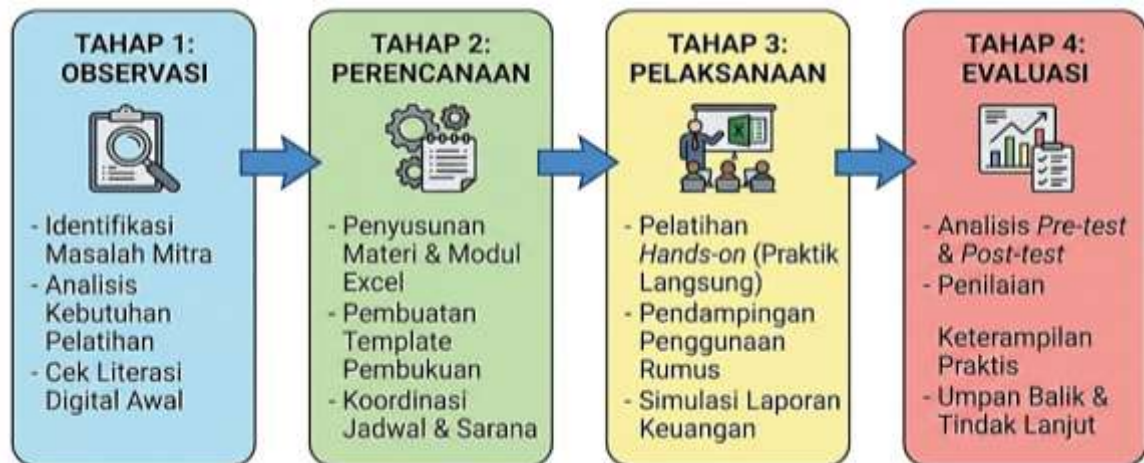 TAHAP 1:
OBSERVASI
- Identifikasi
Masalah Mitra
- Analisis
Kebutuhan
Pelatihan
- Cek Literasi
Digital Awal
TAHAP 2:
PERENCANAAN
- Penyusunan
Materi & Modul
Excel
- Pembuatan
Template
Pembukuan
- Koordinasi
Jadwal & Sarana
TAHAP 3:
PELAKSANAAN
X
- Pelatihan
Hands-on (Praktik
Langsung)
- Pendampingan
Penggunaan
Rumus
- Simulasi Laporan
Keuangan
TAHAP 4:
EVALUASI
- Analisis Pre-test
& Post-test
- Penilaian
Keterampilan
Praktis
- Umpan Balik &
Tindak Lanjut